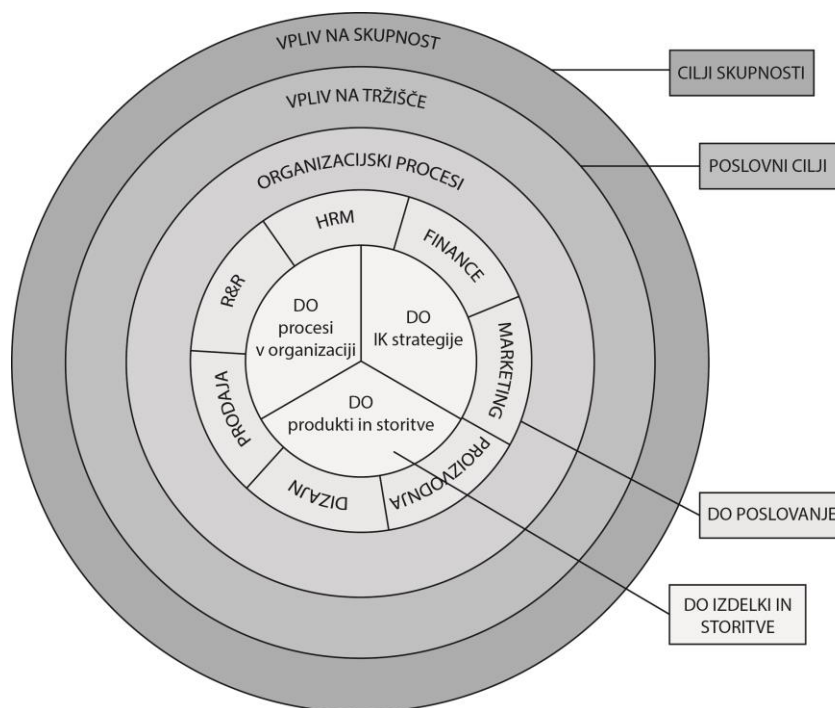 VPLIV NA SKUPNOST
VPLIV NA TRŽIŠČE
ORGANIZACIJSKI PROCESI
HRM
FINANCE
MARKETING
PROIZVODNJA
DIZAJN
PRODAJA
R&R
DO
procesi
v organizaciji
DO
IK strategije
DO
produkti in storitve
CILJI SKUPNOSTI
POSLOVNI CILJI
DO POSLOVANJE
DO IZDELKI IN
STORITVE